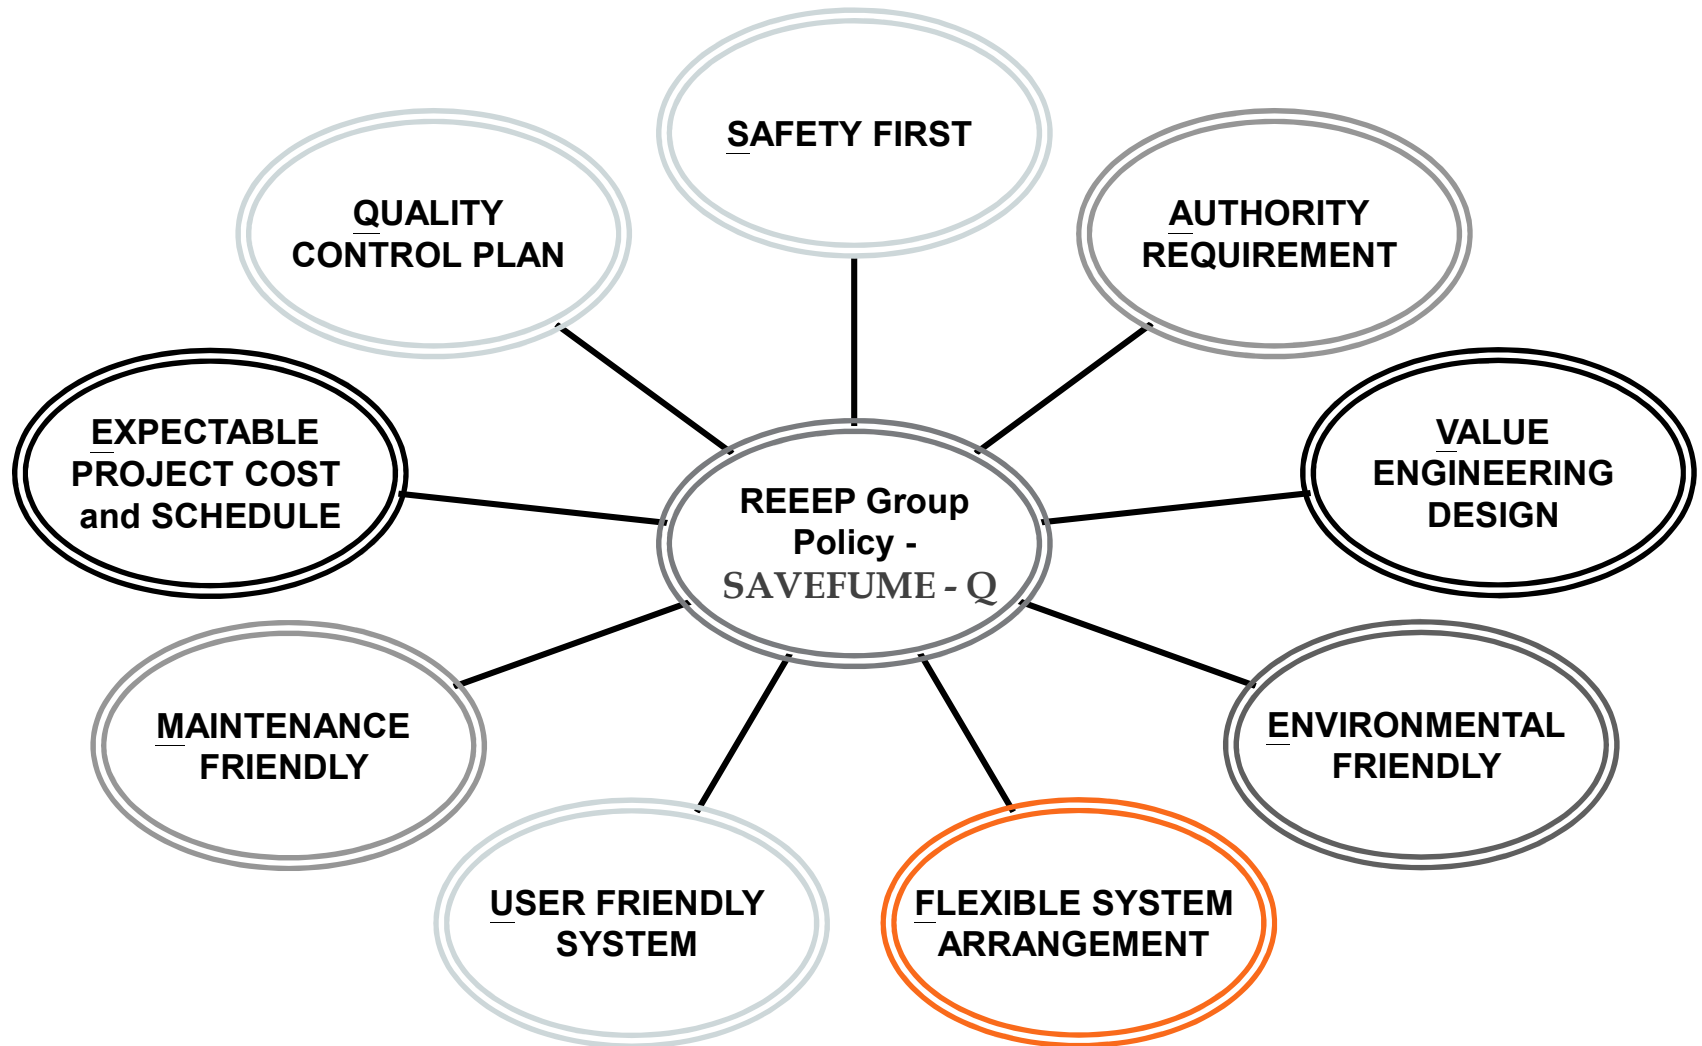 SAFETY FIRST
AUTHORITY
REQUIREMENT
VALUE
ENGINEERING
DESIGN
ENVIRONMENTAL
FRIENDLY
FLEXIBLE SYSTEM
ARRANGEMENT
USER FRIENDLY
SYSTEM
MAINTENANCE
FRIENDLY
EXPECTABLE
PROJECT COST
and SCHEDULE
QUALITY
CONTROL PLAN
REEEP Group
Policy -
SAVEFUME - Q